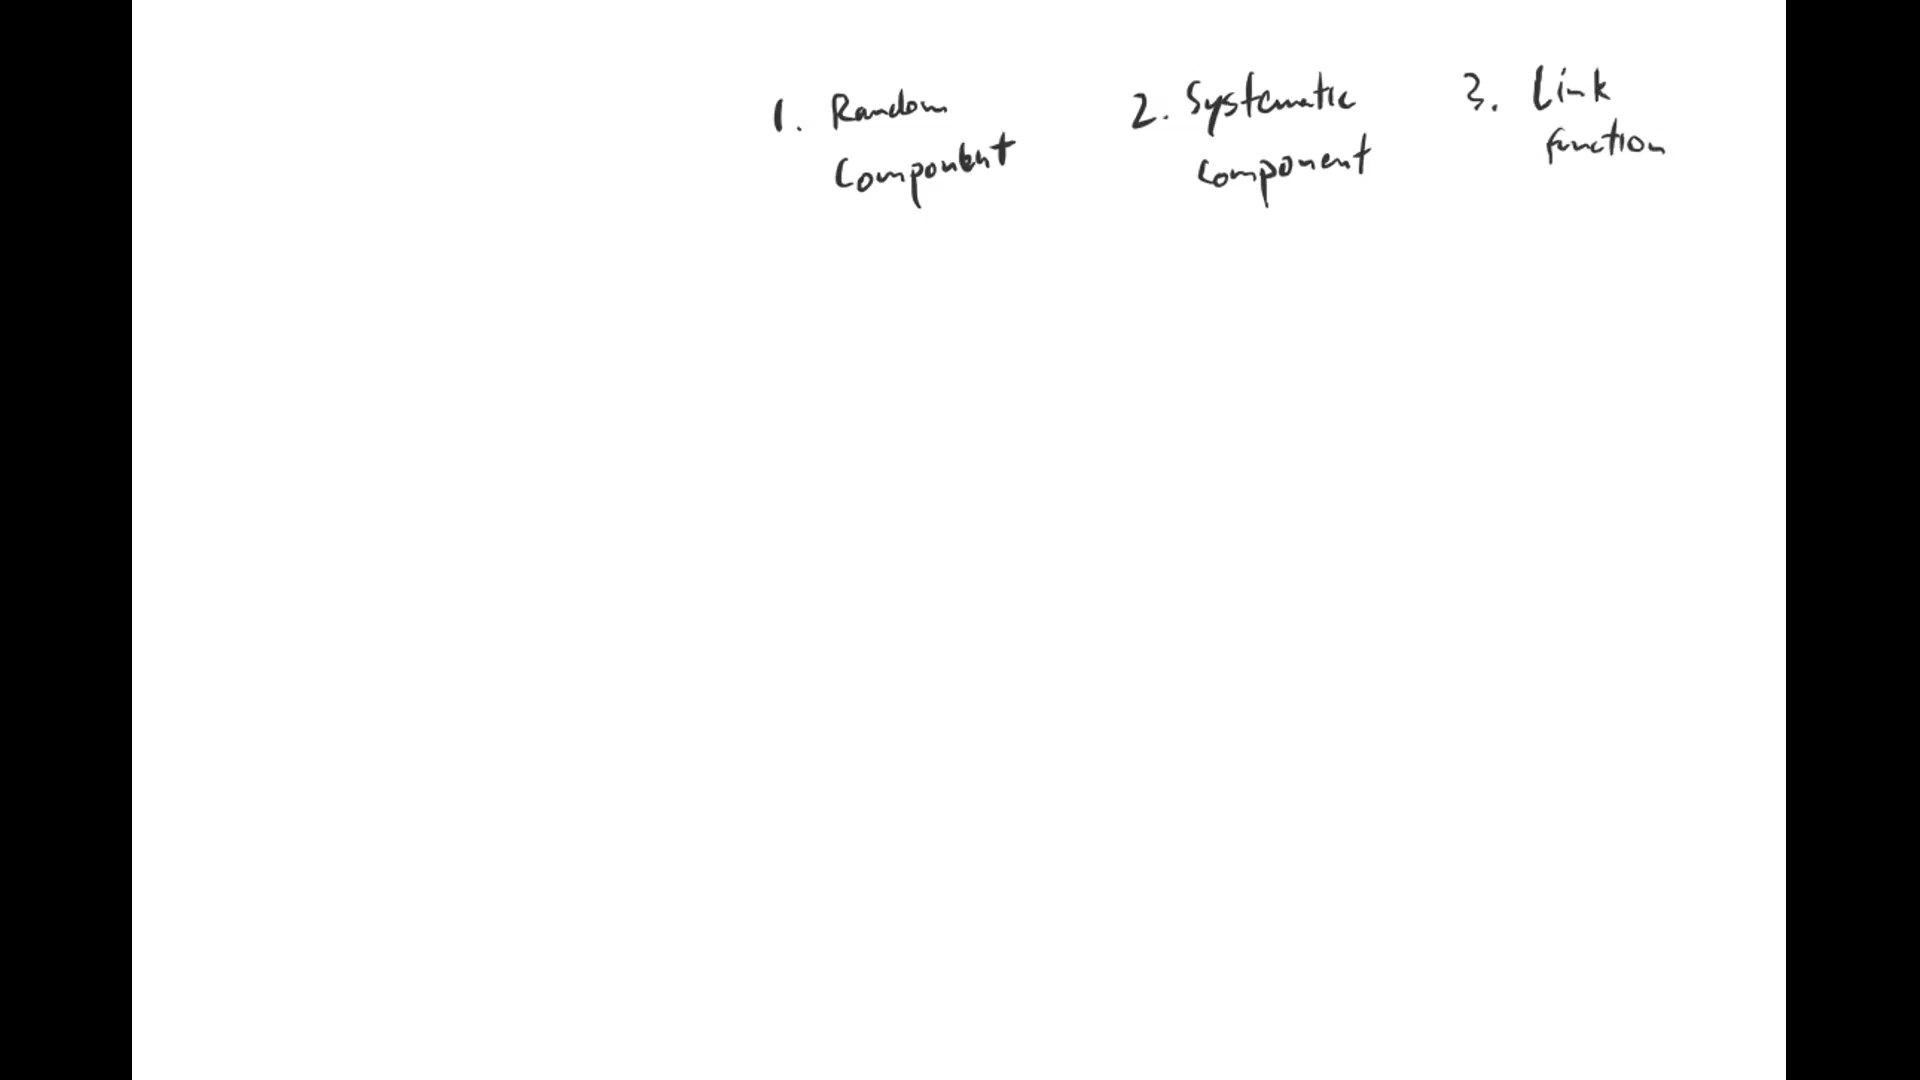 1. Random
Component
2. Systematic
component
3. Link
function